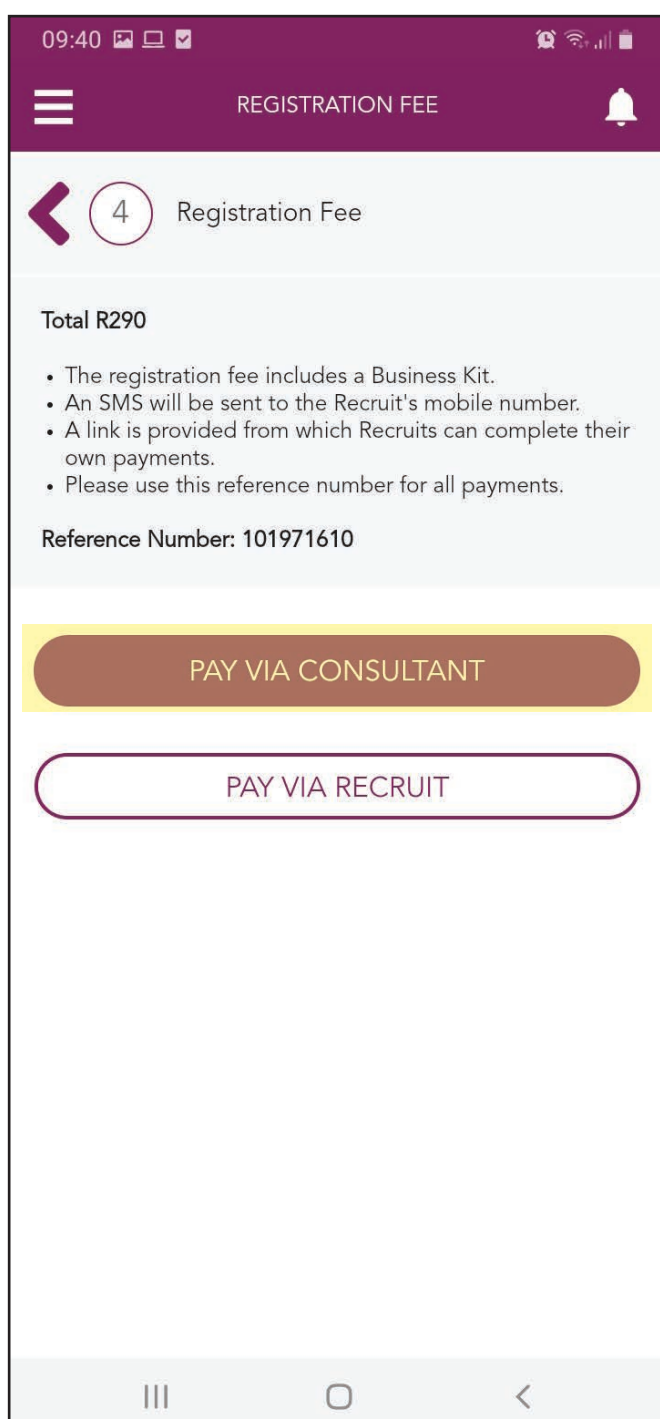 09:40
REGISTRATION FEE
4 Registration Fee
Total R290
• The registration fee includes a Business Kit.
• An SMS will be sent to the Recruit's mobile number.
• A link is provided from which Recruits can complete their
own payments.
• Please use this reference number for all payments.
Reference Number: 101971610
PAY VIA CONSULTANT
PAY VIA RECRUIT